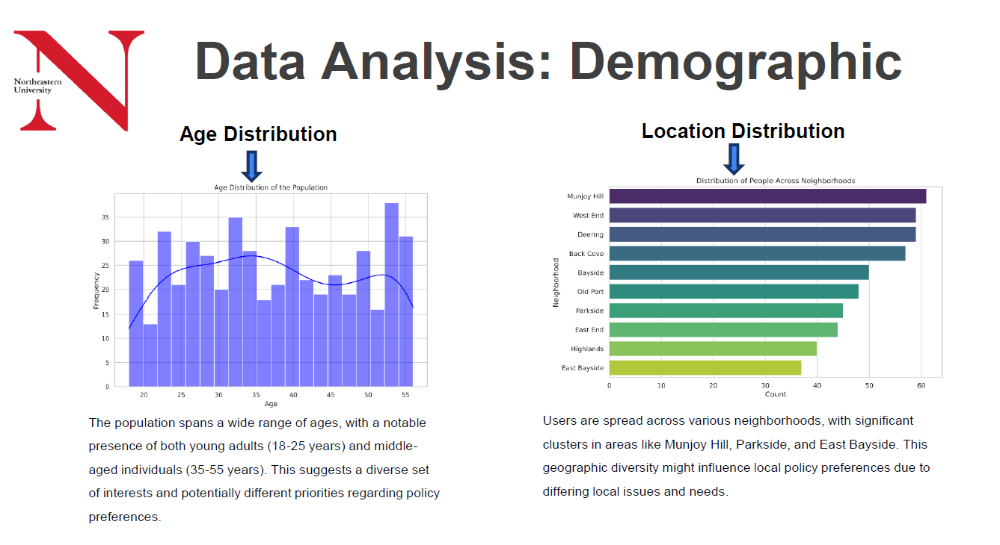 Northeastern
University
Data Analysis: Demographic
Age Distribution
Age Distribution of the Population
Frequency
35
30
25
20
15
10
5
0
20 25 30 35 40 45 50 55
Age
The population spans a wide range of ages, with a notable
presence of both young adults (18-25 years) and middle-
aged individuals (35-55 years). This suggests a diverse set
of interests and potentially different priorities regarding policy
preferences.
Location Distribution
Distribution of People Across Neighborhoods
Neighborhood
Munjoy Hill
West End
Deering
Back Cove
Bayside
Old Port
Parkside
East End
Highlands
East Bayside
0 10 20 30 40 50 60
Count
Users are spread across various neighborhoods, with significant
clusters in areas like Munjoy Hill, Parkside, and East Bayside. This
geographic diversity might influence local policy preferences due to
differing local issues and needs.